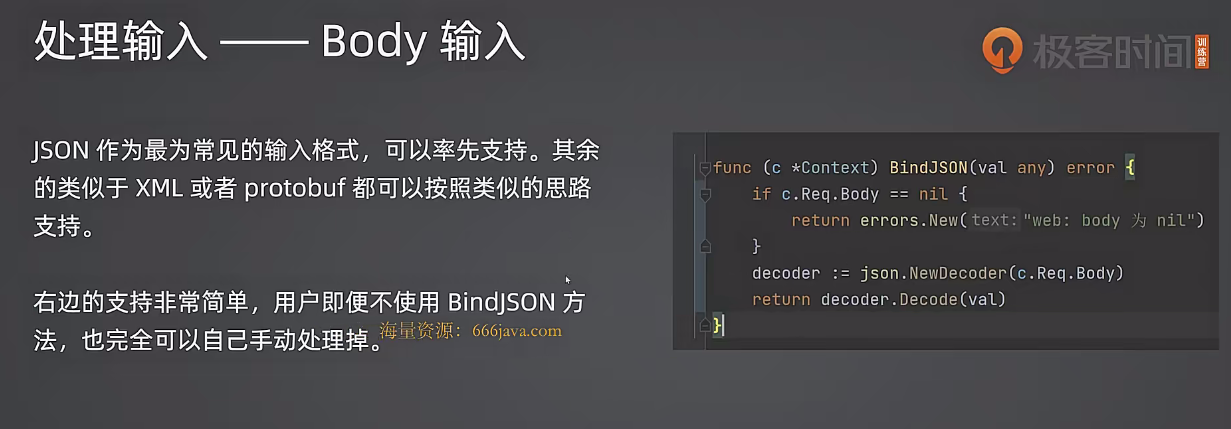 处理输入 —— Body 输入
极客时间 训练营
JSON 作为最为常见的输入格式，可以率先支持。其余
的类似于 XML 或者 protobuf 都可以按照类似的思路
支持。
右边的支持非常简单，用户即便不使用 BindJSON 方
法，也完全可以自己手动处理掉。
海量资源：666java.com
func (c *Context) BindJSON(val any) error {
if c.Req.Body == nil {
return errors.New( text: "web: body 为 nil")
}
decoder := json.NewDecoder(c.Req.Body)
return decoder.Decode(val)
}